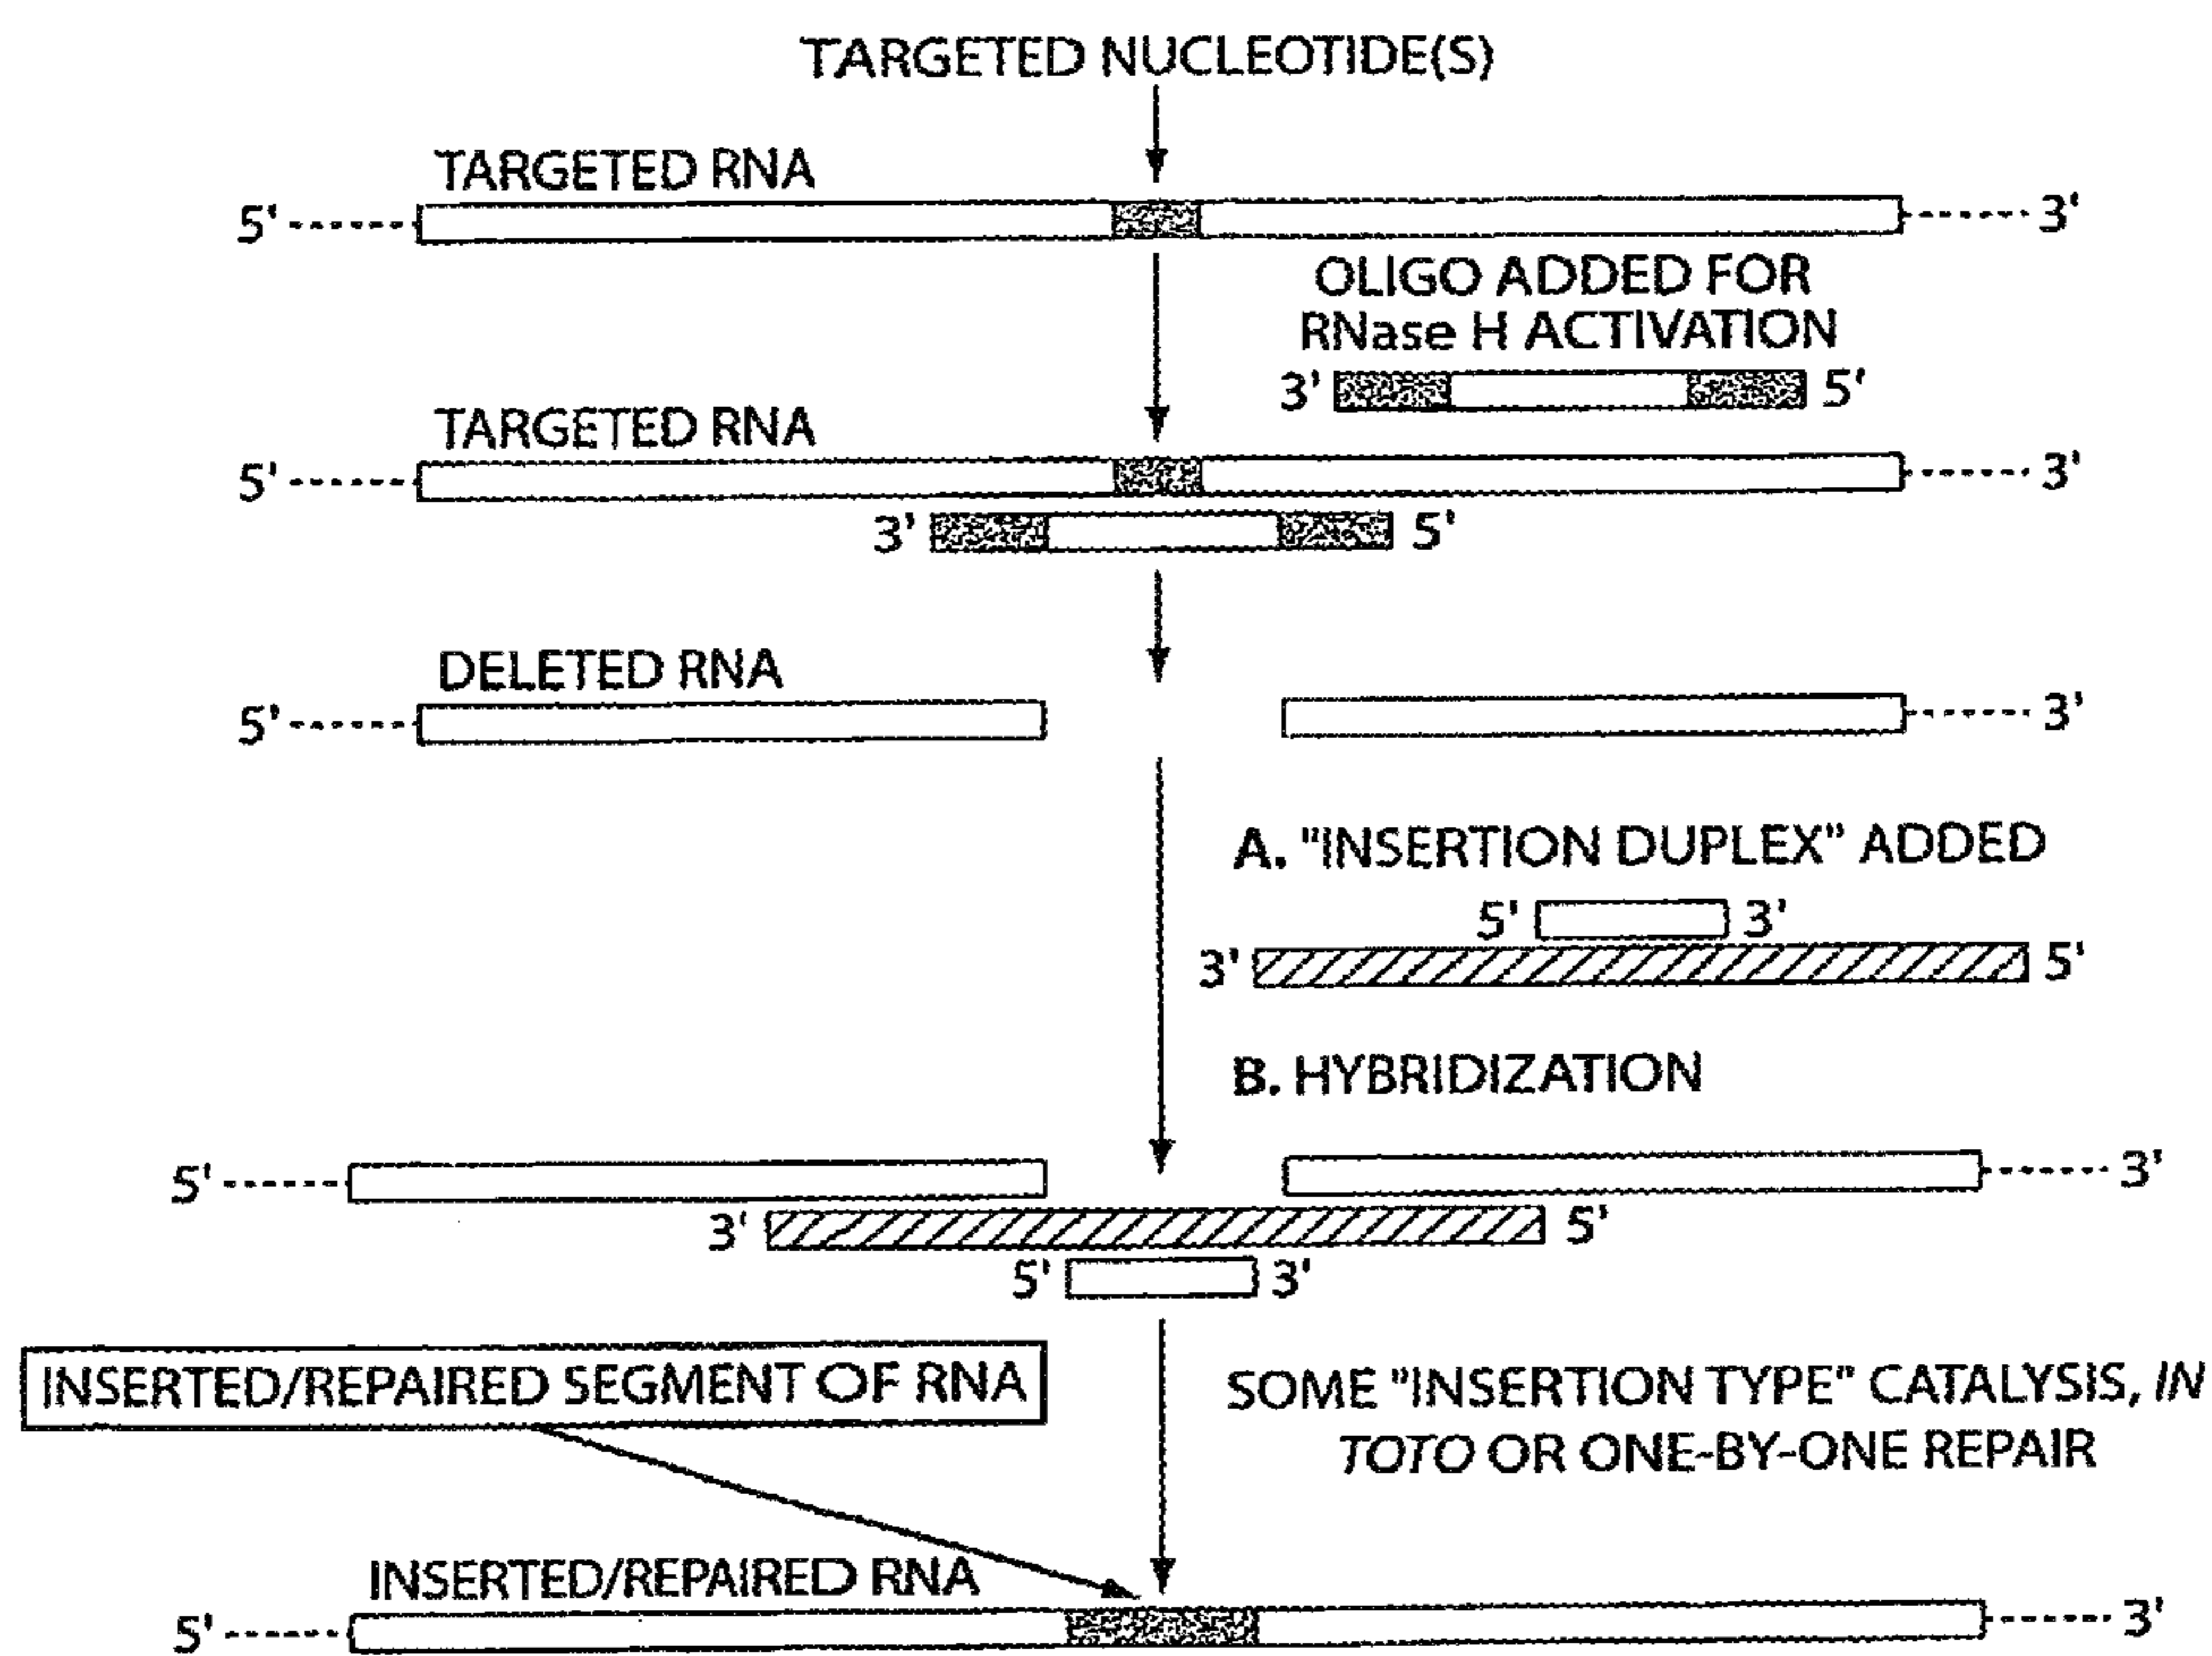 TARGETED NUCLEOTIDE(S)
TARGETED RNA
5' 3'
OLIGO ADDED FOR
RNase H ACTIVATION
3' 5'
TARGETED RNA
5' 3'
3' 5'
DELETED RNA
5' 3'
A. "INSERTION DUPLEX" ADDED
5' 3'
3' 5'
B. HYBRIDIZATION
5' 3'
3' 5'
5' 3'
INSERTED/REPAIRED SEGMENT OF RNA
SOME "INSERTION TYPE" CATALYSIS, IN
TOTO OR ONE-BY-ONE REPAIR
INSERTED/REPAIRED RNA
5' 3'